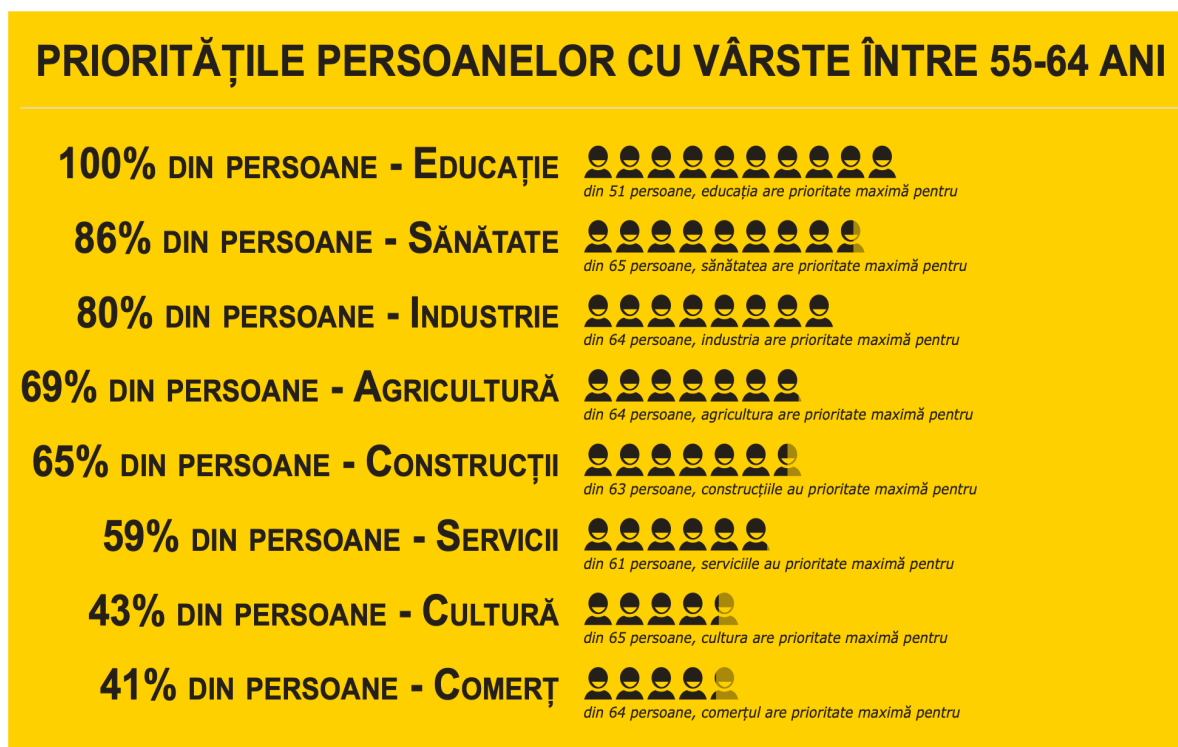 PRIORITĂȚILE PERSOANELOR CU VÂRSTE ÎNTRE 55-64 ANI
100% DIN PERSOANE - EDUCAȚIE
din 51 persoane, educația are prioritate maximă pentru
86% DIN PERSOANE - SĂNĂTATE
din 65 persoane, sănătatea are prioritate maximă pentru
80% DIN PERSOANE - INDUSTRIE
din 64 persoane, industria are prioritate maximă pentru
69% DIN PERSOANE - AGRICULTURĂ
din 64 persoane, agricultura are prioritate maximă pentru
65% DIN PERSOANE - CONSTRUCȚII
din 63 persoane, construcțiile au prioritate maximă pentru
59% DIN PERSOANE - SERVICII
din 61 persoane, serviciile au prioritate maximă pentru
43% DIN PERSOANE - CULTURĂ
din 65 persoane, cultura are prioritate maximă pentru
41% DIN PERSOANE - COMERȚ
din 64 persoane, comerțul are prioritate maximă pentru